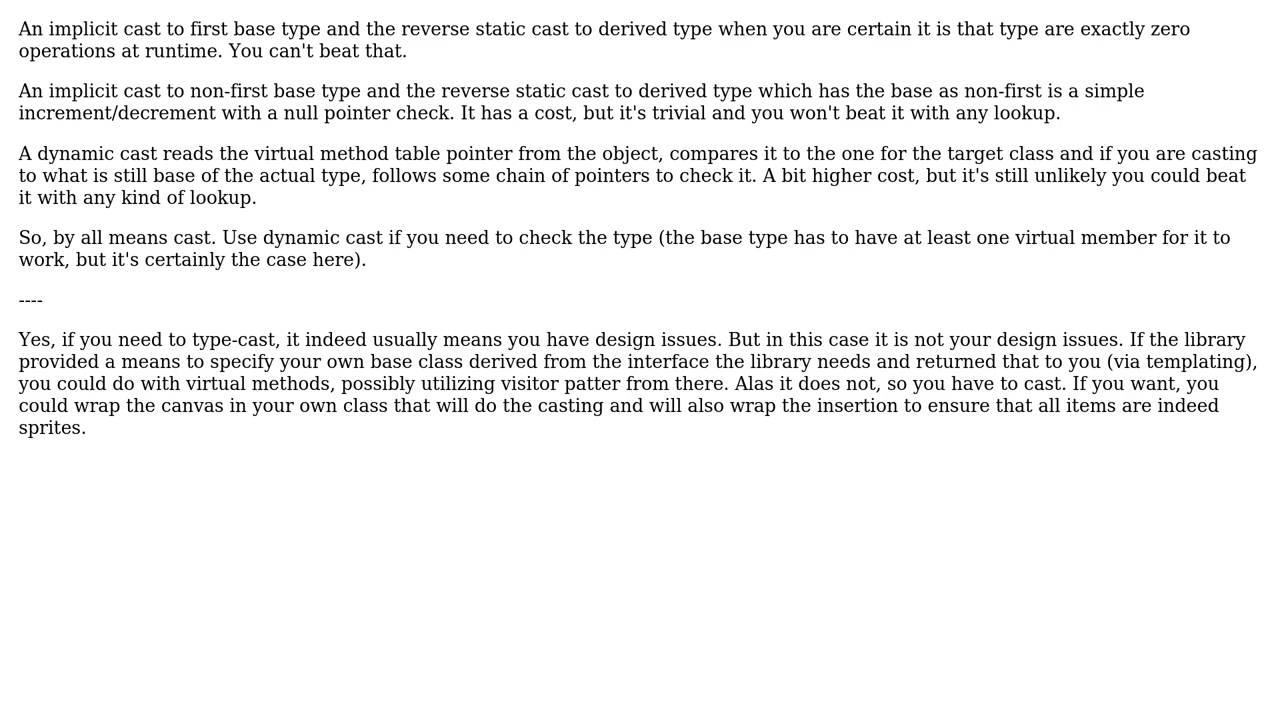 An implicit cast to first base type and the reverse static cast to derived type when you are certain it is that type are exactly zero
operations at runtime. You can't beat that.
An implicit cast to non-first base type and the reverse static cast to derived type which has the base as non-first is a simple
increment/decrement with a null pointer check. It has a cost, but it's trivial and you won't beat it with any lookup.
A dynamic cast reads the virtual method table pointer from the object, compares it to the one for the target class and if you are casting
to what is still base of the actual type, follows some chain of pointers to check it. A bit higher cost, but it's still unlikely you could beat
it with any kind of lookup.
So, by all means cast. Use dynamic cast if you need to check the type (the base type has to have at least one virtual member for it to
work, but it's certainly the case here).
----
Yes, if you need to type-cast, it indeed usually means you have design issues. But in this case it is not your design issues. If the library
provided a means to specify your own base class derived from the interface the library needs and returned that to you (via templating),
you could do with virtual methods, possibly utilizing visitor patter from there. Alas it does not, so you have to cast. If you want, you
could wrap the canvas in your own class that will do the casting and will also wrap the insertion to ensure that all items are indeed
sprites.